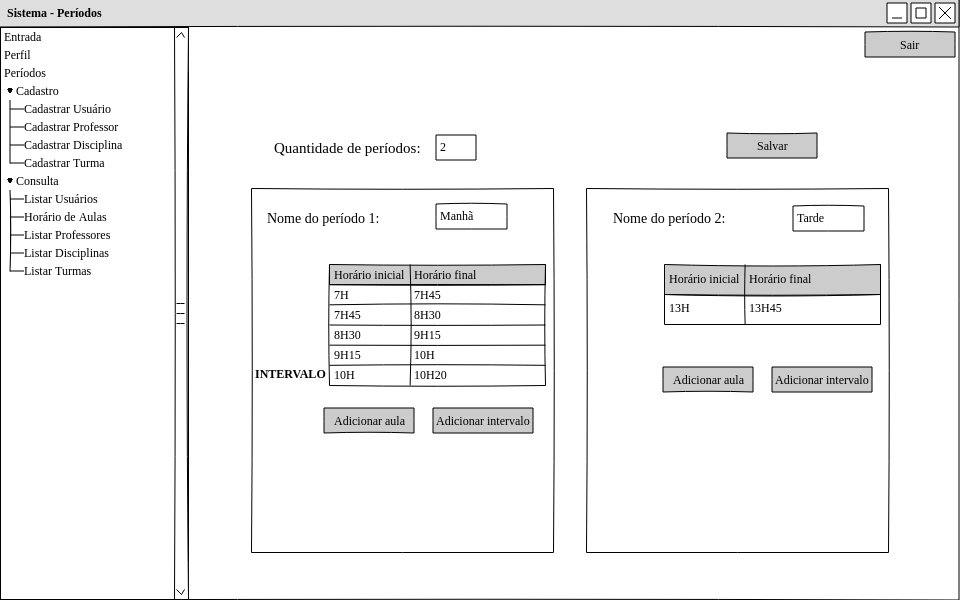 Sistema - Períodos
Entrada
Perfil
Períodos
Cadastro
Cadastrar Usuário
Cadastrar Professor
Cadastrar Disciplina
Cadastrar Turma
Consulta
Listar Usuários
Horário de Aulas
Listar Professores
Listar Disciplinas
Listar Turmas
Sair
Quantidade de períodos: 2
Salvar
Nome do período 1: Manhã
Horário inicial Horário final
7H 7H45
7H45 8H30
8H30 9H15
9H15 10H
INTERVALO 10H 10H20
Adicionar aula Adicionar intervalo
Nome do período 2: Tarde
Horário inicial Horário final
13H 13H45
Adicionar aula Adicionar intervalo